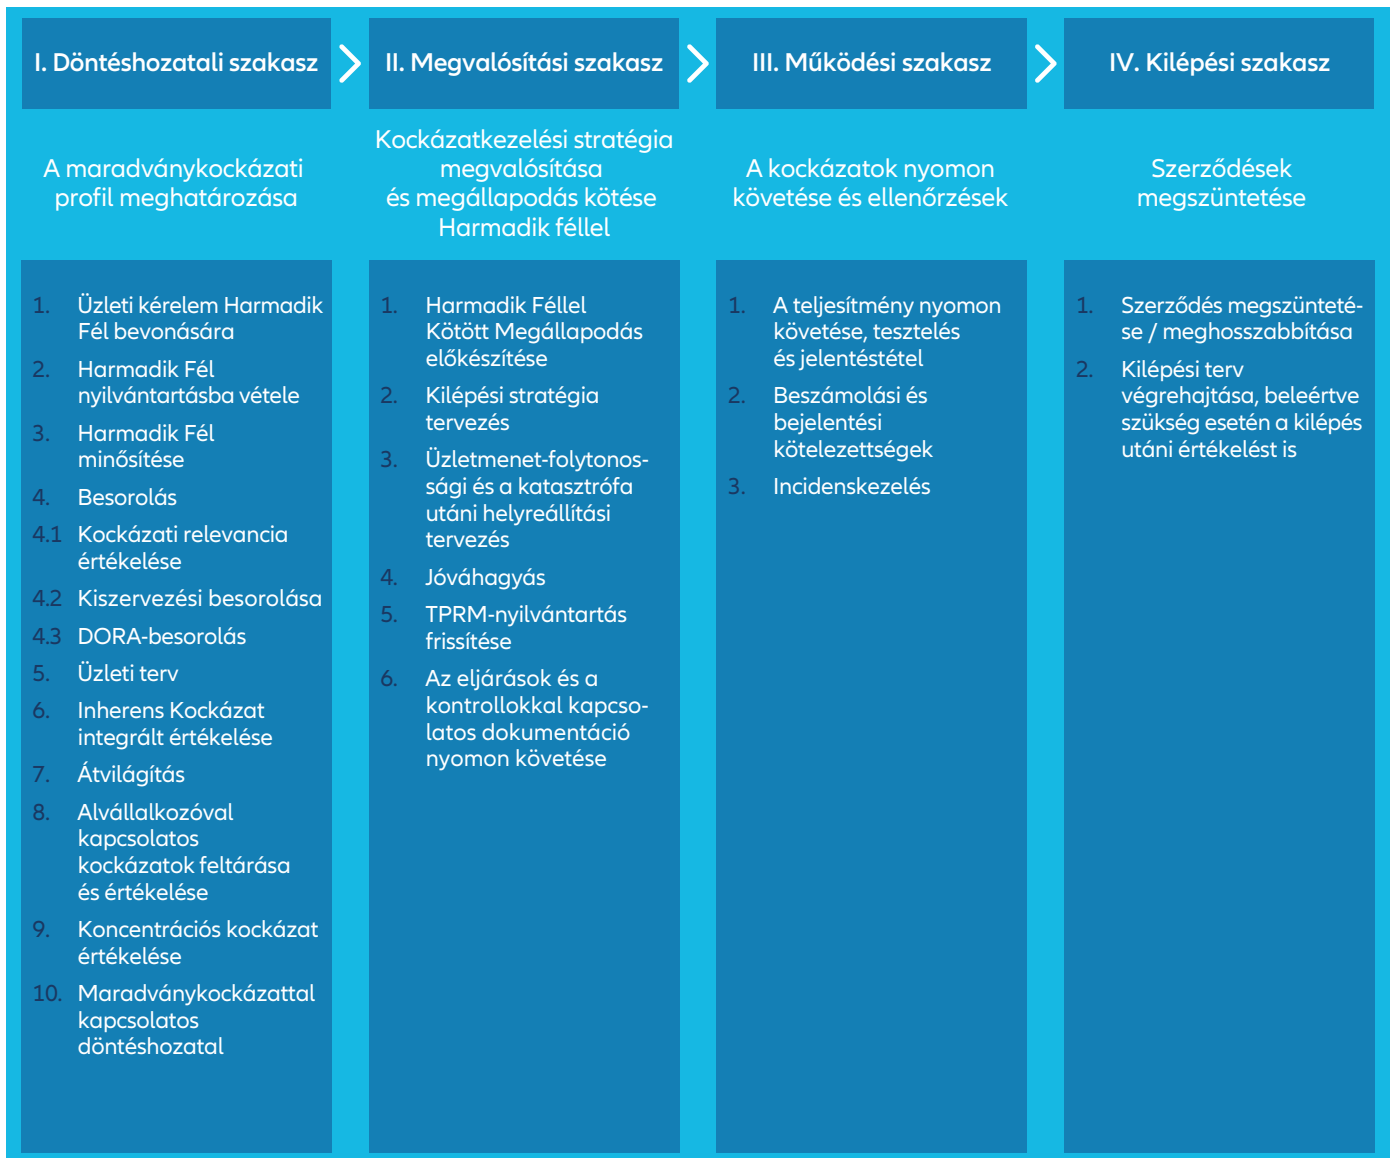 I. Döntéshozatali szakasz
II. Megvalósítási szakasz
III. Működési szakasz
IV. Kilépési szakasz
A maradványkockázati
profil meghatározása
Kockázatkezelési stratégia
megvalósítása
és megállapodás kötése
Harmadik féllel
A kockázatok nyomon
követése és ellenőrzések
Szerződések
megszüntetése
1. Üzleti kérelem Harmadik
Fél bevonására
2. Harmadik Fél
nyilvántartásba vétele
3. Harmadik Fél
minősítése
4. Besorolás
4.1 Kockázati relevancia
értékelése
4.2 Kiszervezési besorolása
4.3 DORA-besorolás
5. Üzleti terv
6. Inherens Kockázat
integrált értékelése
7. Átvilágítás
8. Alvállalkozóval
kapcsolatos
kockázatok feltárása
és értékelése
9. Koncentrációs kockázat
értékelése
10. Maradványkockázattal
kapcsolatos
döntéshozatal
1. Harmadik Féllel
Kötött Megállapodás
előkészítése
2. Kilépési stratégia
tervezés
3. Üzletmenet-folytonos-
sági és a katasztrófa
utáni helyreállítási
tervezés
4. Jóváhagyás
5. TPRM-nyilvántartás
frissítése
6. Az eljárások és a
kontrollokkal kapcso-
latos dokumentáció
nyomon követése
1. A teljesítmény nyomon
követése, tesztelés
és jelentéstétel
2. Beszámolási és
bejelentési
kötelezettségek
3. Incidenskezelés
1. Szerződés megszünteté-
se / meghosszabbítása
2. Kilépési terv
végrehajtása, beleértve
szükség esetén a kilépés
utáni értékelést is